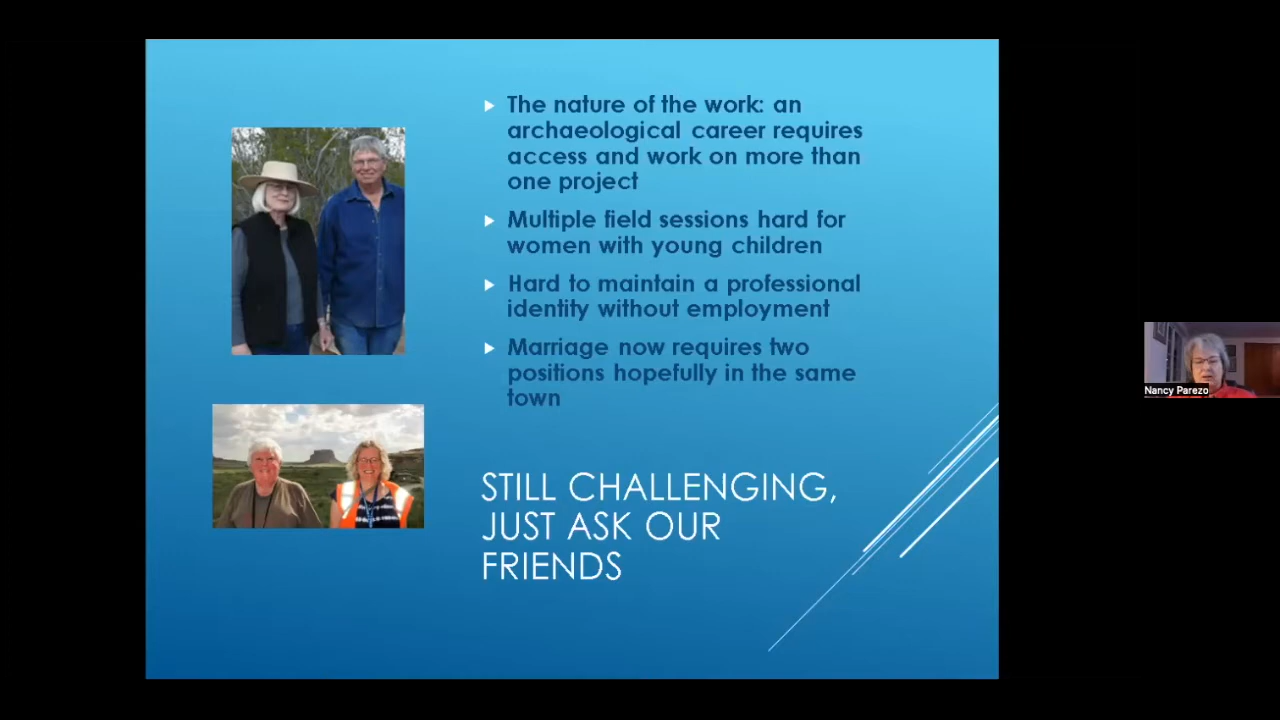 The nature of the work: an
archaeological career requires
access and work on more than
one project
Multiple field sessions hard for
women with young children
Hard to maintain a professional
identity without employment
Marriage now requires two
positions hopefully in the same
town
STILL CHALLENGING,
JUST ASK OUR
FRIENDS
Nancy Parezo